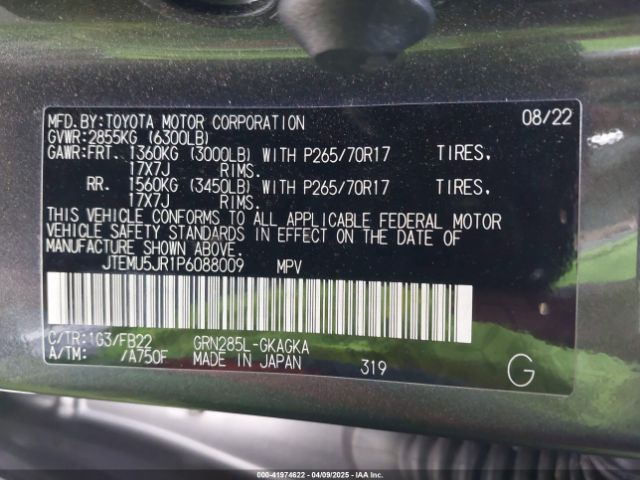 MFD.BY:TOYOTA MOTOR CORPORATION 08/22
GVWR:2855KG (6300LB)
GAWR:FRT. 1360KG (3000LB) WITH P265/70R17 TIRES,
17X7J RIMS.
RR. 1560KG (3450LB) WITH P265/70R17 TIRES,
17X7J RIMS.
THIS VEHICLE CONFORMS TO ALL APPLICABLE FEDERAL MOTOR
VEHICLE SAFETY STANDARDS IN EFFECT ON THE DATE OF
MANUFACTURE SHOWN ABOVE.
JTEMU5JR1P6088009 MPV
C/TR:1G3/FB22 GRN285L-GKAGKA
A/TM: /A750F MADE IN JAPAN 319 G
000-41974622 - 04/09/2025 - IAA Inc.